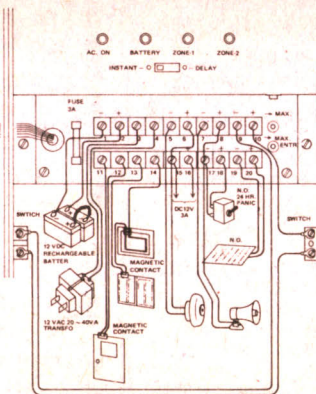 AC. ON BATTERY ZONE-1 ZONE-2
INSTANT DELAY
FUSE
3A
MAX.
MAX
ENTR
11 12 13 14 15 16 17 18 19 20
N.O.
24 HR.
PANIC
DC12V
3A
SWITCH
SWITCH
12 VDC
RECHARGEABLE
BATTER
MAGNETIC
CONTACT
N.O.
12 VAC 20 ~ 40VA
TRANSFO
MAGNETIC
CONTACT